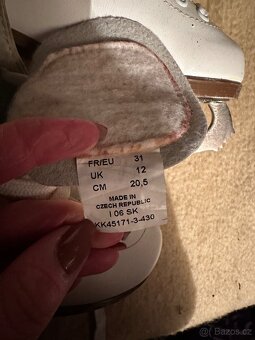 FR/EU 31
UK 12
CM 20,5
MADE IN
CZECH REPUBLIC
I 06 SK
KK45171-3-430
Bazos.cz